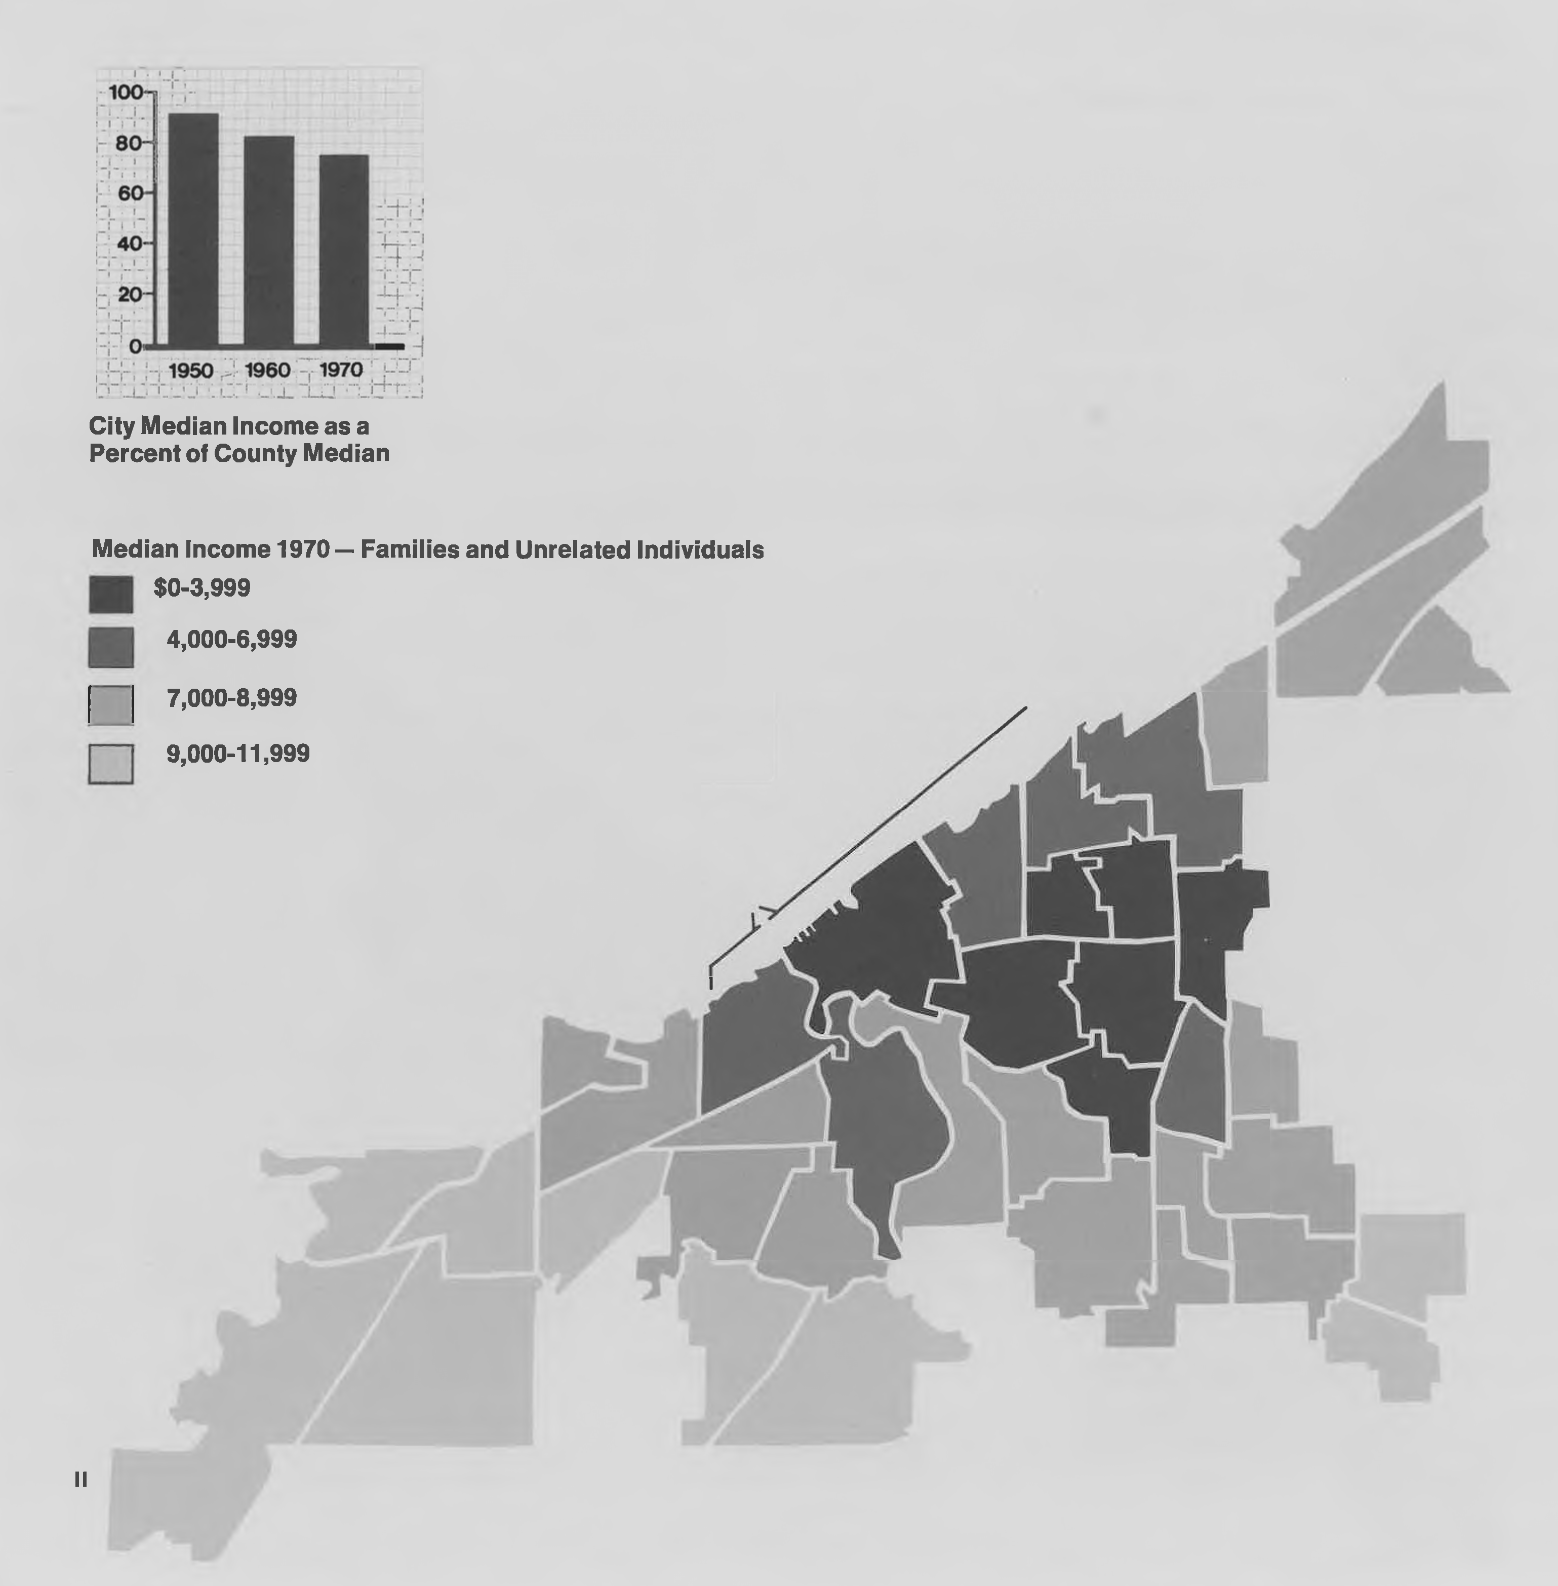 100
80
60
40
20
0
1950 1960 1970
City Median Income as a
Percent of County Median
Median Income 1970 — Families and Unrelated Individuals
$0-3,999
4,000-6,999
7,000-8,999
9,000-11,999
II